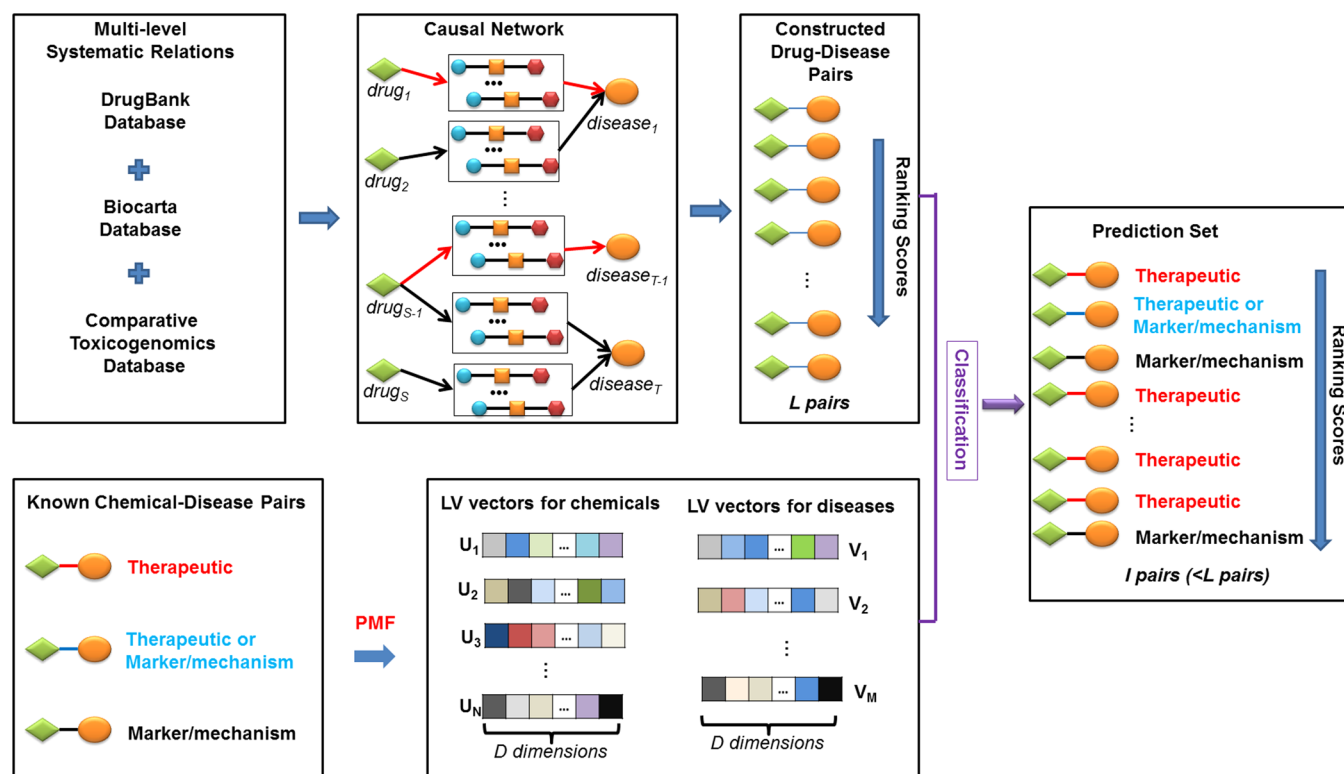 Multi-level
Systematic Relations
DrugBank
Database
Biocarta
Database
Comparative
Toxicogenomics
Database
Causal Network
drug1
drug2
...
drugS-1
drugS
...
...
...
...
...
disease1
diseaseT-1
diseaseT
Constructed
Drug-Disease
Pairs
...
L pairs
Ranking Scores
Classification
Prediction Set
Therapeutic
Therapeutic or
Marker/mechanism
Marker/mechanism
Therapeutic
...
Therapeutic
Therapeutic
Marker/mechanism
I pairs (<L pairs)
Ranking Scores
Known Chemical-Disease Pairs
Therapeutic
Therapeutic or
Marker/mechanism
Marker/mechanism
PMF
LV vectors for chemicals
U1 ...
U2 ...
U3 ...
...
UN ...
D dimensions
LV vectors for diseases
... V1
... V2
...
... VM
D dimensions